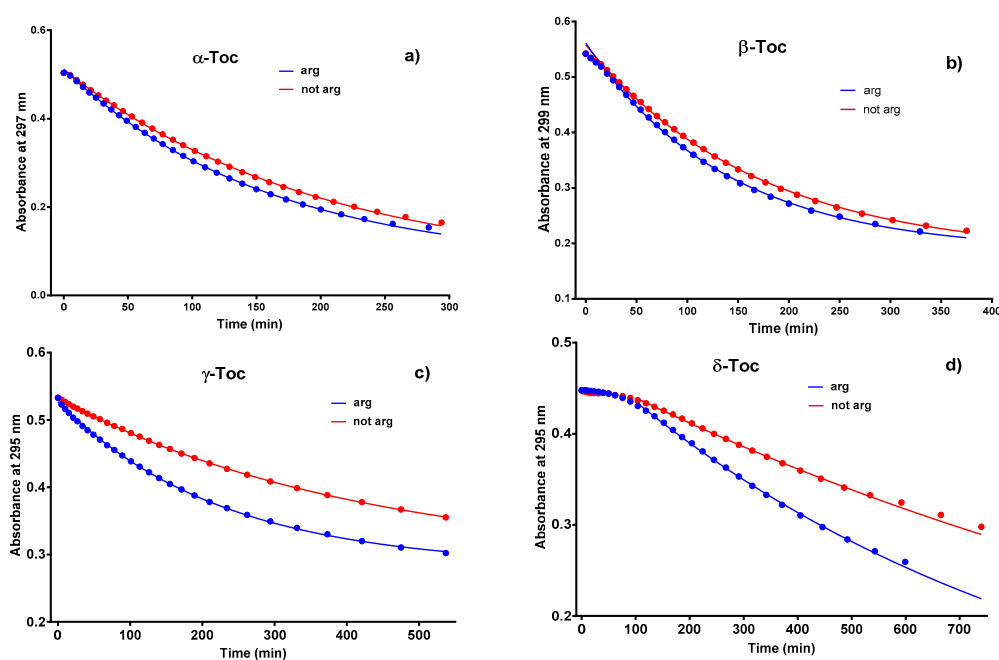 α-Toc
a)
arg
not arg
Absorbance at 297 mn
0.6
0.4
0.2
0.0
0 50 100 150 200 250 300
Time (min)
β-Toc
b)
arg
not arg
Absorbance at 299 nm
0.6
0.5
0.4
0.3
0.2
0.1
0 50 100 150 200 250 300 350 400
Time (min)
γ-Toc
c)
arg
not arg
Absorbance at 295 nm
0.6
0.5
0.4
0.3
0.2
0 100 200 300 400 500
Time (min)
δ-Toc
d)
arg
not arg
Absorbance at 295 nm
0.5
0.4
0.3
0.2
0 100 200 300 400 500 600 700
Time (min)